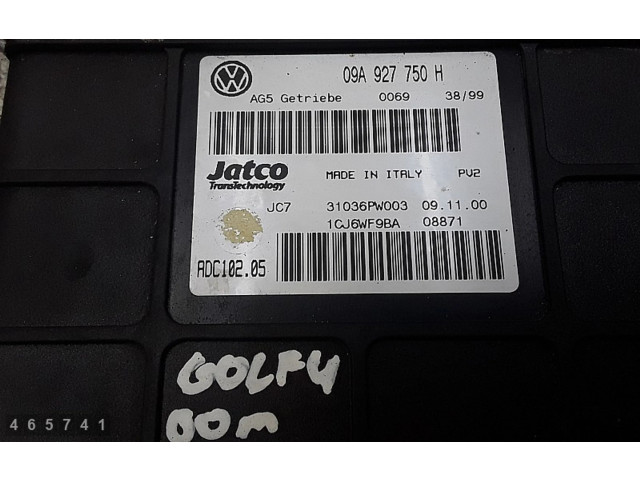 09A 927 750 H
AG5 Getriebe 0069 38/99
Jatco
TransTechnology
MADE IN ITALY PV2
JC7 31036PW003 09.11.00
1CJ6WF9BA 08871
ADC102.05
GOLF4
00m
465741